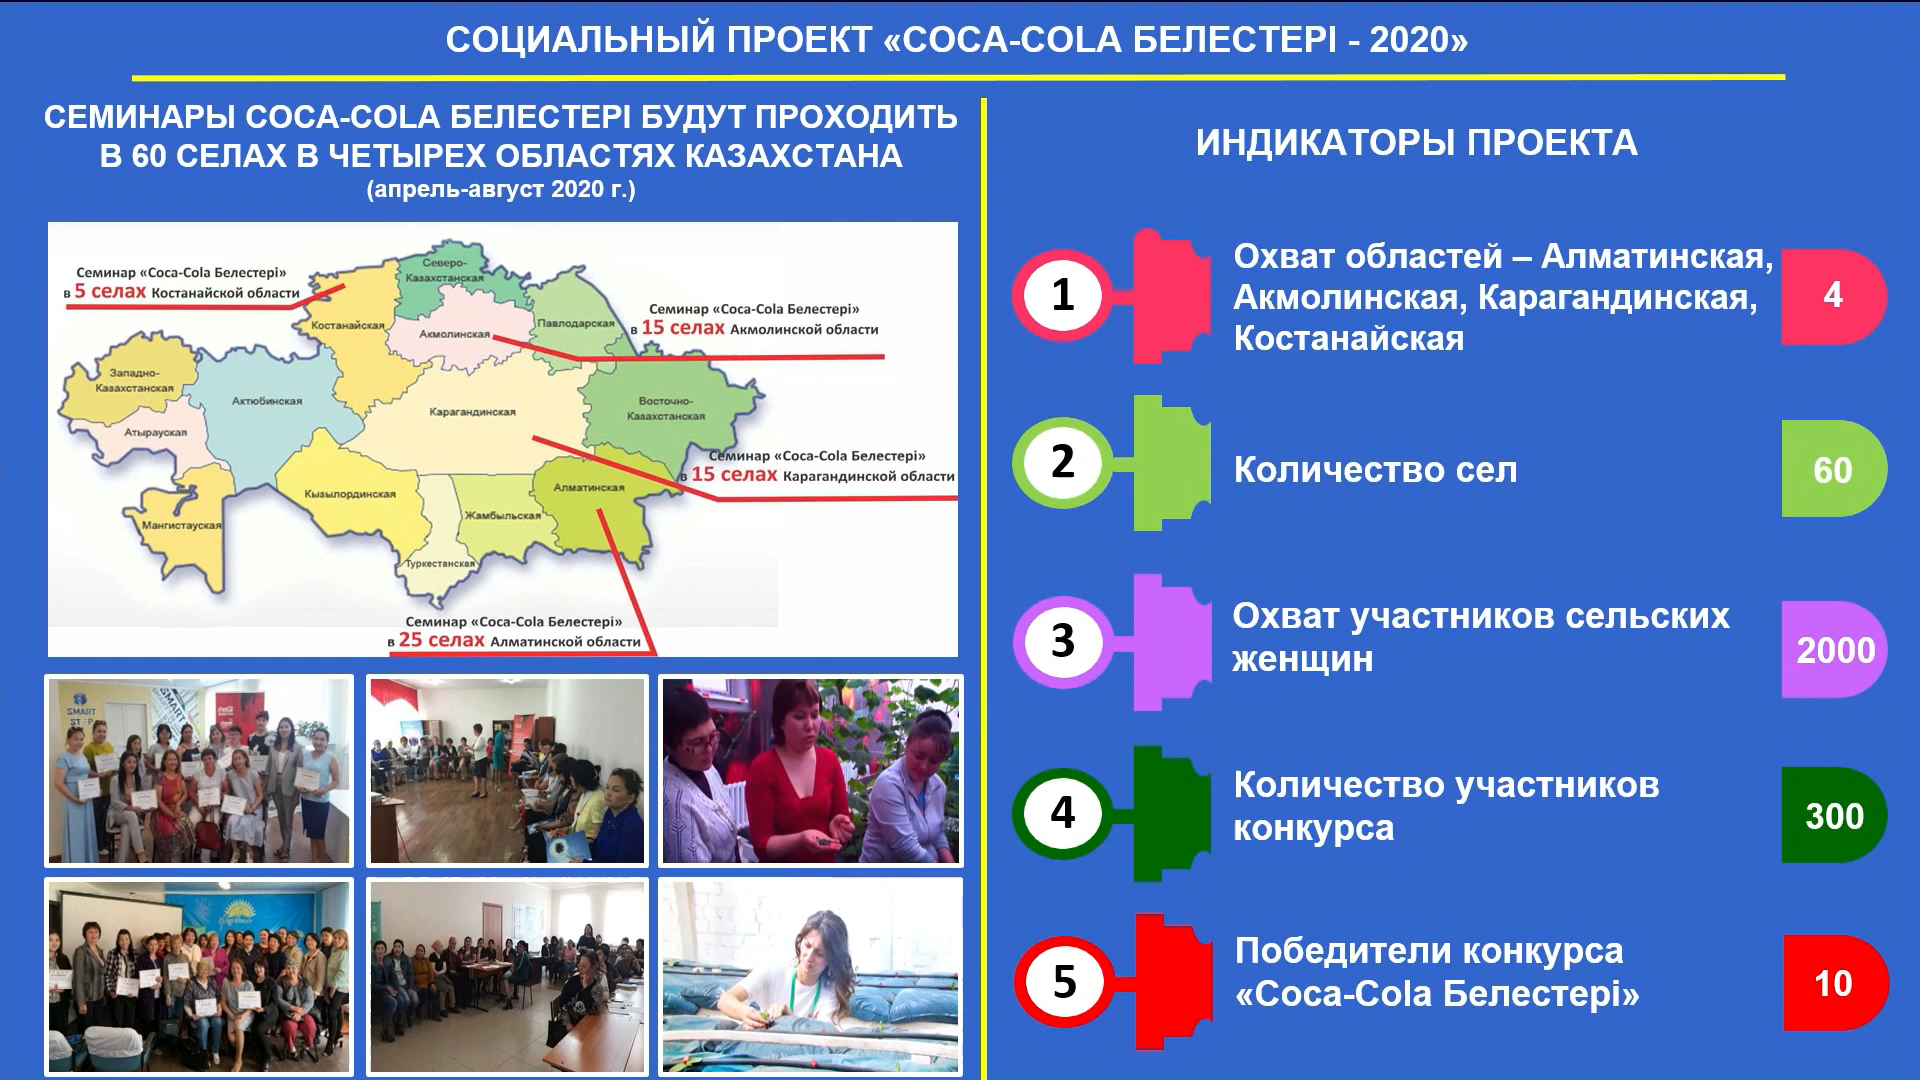 СОЦИАЛЬНЫЙ ПРОЕКТ «COCA-COLA БЕЛЕСТЕРІ - 2020»
СЕМИНАРЫ COCA-COLA БЕЛЕСТЕРІ БУДУТ ПРОХОДИТЬ
В 60 СЕЛАХ В ЧЕТЫРЕХ ОБЛАСТЯХ КАЗАХСТАНА
(апрель-август 2020 г.)
Семинар «Coca-Cola Белестері»
в 5 селах Костанайской области
Северо-
Казахстанская
Костанайская
Акмолинская
Павлодарская
Семинар «Coca-Cola Белестері»
в 15 селах Акмолинской области
Западно-
Казахстанская
Актюбинская
Атырауская
Карагандинская
Восточно-
Казахстанская
Семинар «Coca-Cola Белестері»
в 15 селах Карагандинской области
Мангистауская
Кызылординская
Жамбыльская
Алматинская
Туркестанская
Семинар «Coca-Cola Белестері»
в 25 селах Алматинской области
SMART
STEP
SMART
ИНДИКАТОРЫ ПРОЕКТА
1
Охват областей – Алматинская,
Акмолинская, Карагандинская,
Костанайская
4
2
Количество сел
60
3
Охват участников сельских
женщин
2000
4
Количество участников
конкурса
300
5
Победители конкурса
«Coca-Cola Белестері»
10